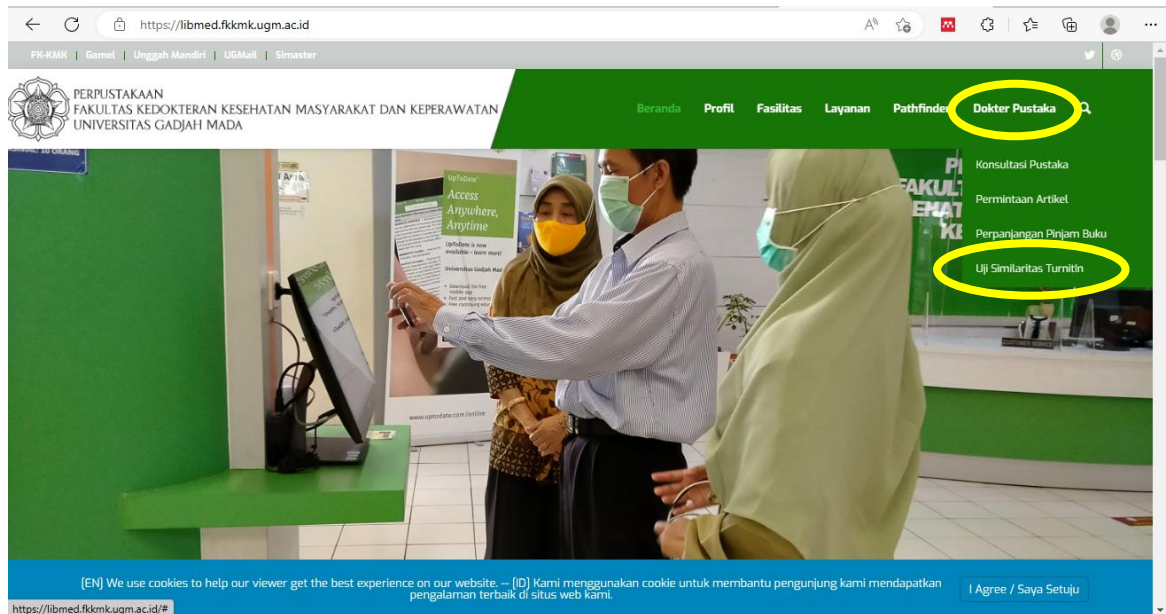 https://libmed.fkkmk.ugm.ac.id
FK-KMK | Gamel | Unggah Mandiri | UGMail | Simaster
PERPUSTAKAAN
FAKULTAS KEDOKTERAN KESEHATAN MASYARAKAT DAN KEPERAWATAN
UNIVERSITAS GADJAH MADA
Beranda Profil Fasilitas Layanan Pathfinder Dokter Pustaka
Konsultasi Pustaka
Permintaan Artikel
Perpanjangan Pinjam Buku
Uji Similaritas Turnitin
ORANG
UpToDate
Access
Anywhere,
Anytime
UpToDate is now
available – learn more!
Universitas Gadjah Mad
www.uptodate.com/online
FAKUL
CUSTOMER SERVICE
(EN) We use cookies to help our viewer get the best experience on our website. – (ID) Kami menggunakan cookie untuk membantu pengunjung kami mendapatkan
pengalaman terbaik di situs web kami.
I Agree / Saya Setuju
https://libmed.fkkmk.ugm.ac.id/#